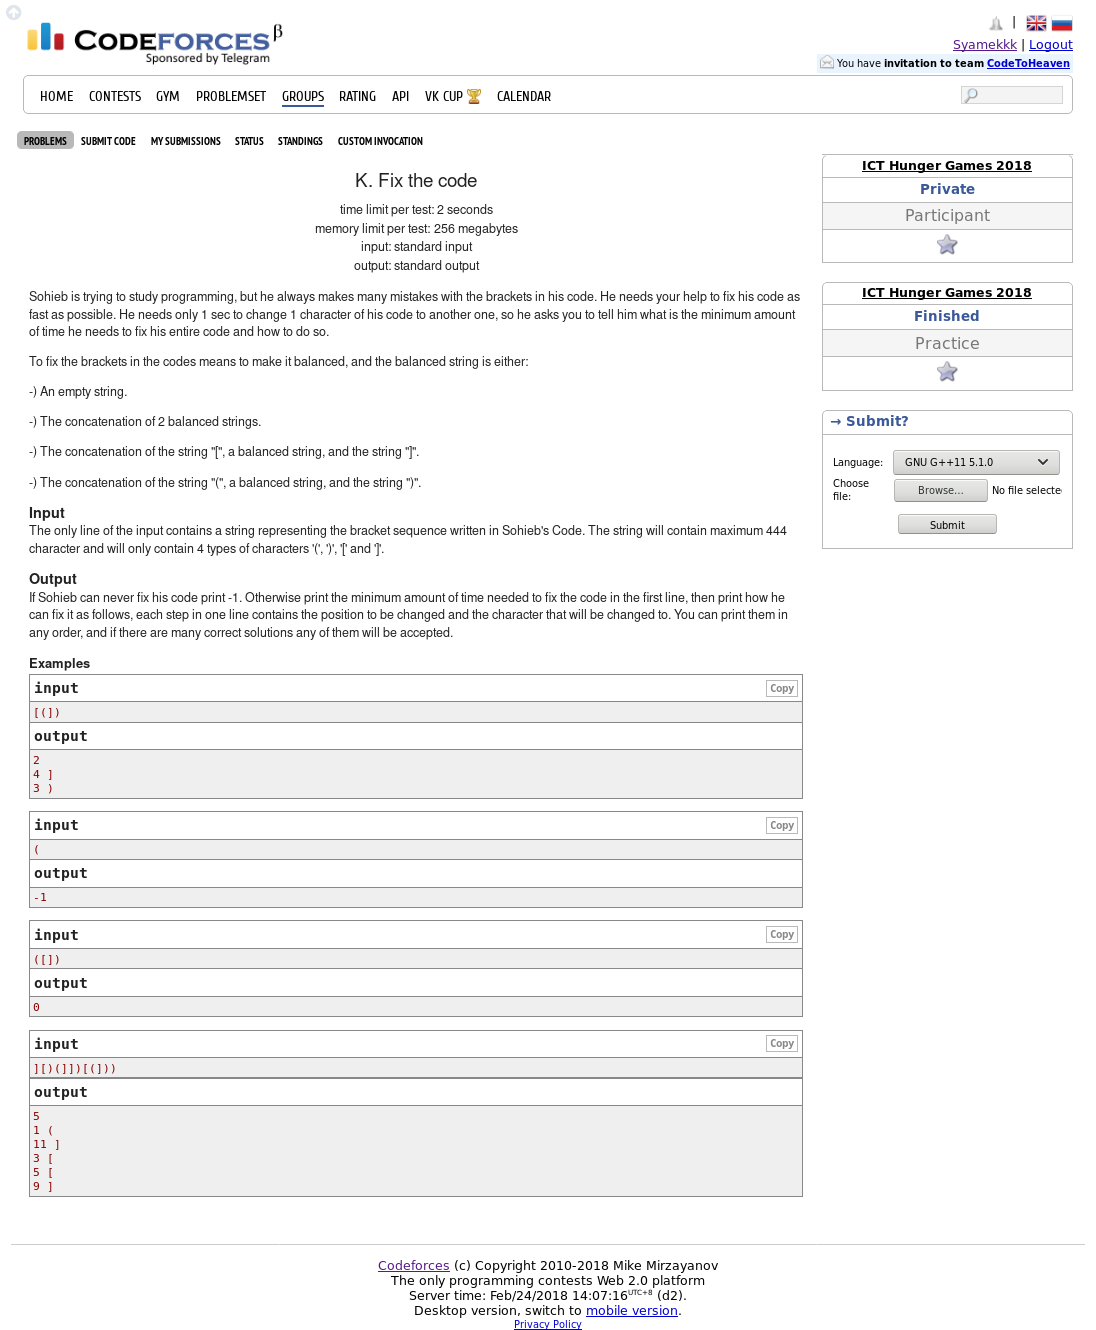 CODEFORCES β
Sponsored by Telegram
|
Syamekkk | Logout
You have invitation to team CodeToHeaven
HOME CONTESTS GYM PROBLEMSET GROUPS RATING API VK CUP CALENDAR
PROBLEMS SUBMIT CODE MY SUBMISSIONS STATUS STANDINGS CUSTOM INVOCATION
K. Fix the code
time limit per test: 2 seconds
memory limit per test: 256 megabytes
input: standard input
output: standard output
Sohieb is trying to study programming, but he always makes many mistakes with the brackets in his code. He needs your help to fix his code as
fast as possible. He needs only 1 sec to change 1 character of his code to another one, so he asks you to tell him what is the minimum amount
of time he needs to fix his entire code and how to do so.
To fix the brackets in the codes means to make it balanced, and the balanced string is either:
-) An empty string.
-) The concatenation of 2 balanced strings.
-) The concatenation of the string "[", a balanced string, and the string "]".
-) The concatenation of the string "(", a balanced string, and the string ")".
Input
The only line of the input contains a string representing the bracket sequence written in Sohieb's Code. The string will contain maximum 444
character and will only contain 4 types of characters '(', ')', '[' and ']'.
Output
If Sohieb can never fix his code print -1. Otherwise print the minimum amount of time needed to fix the code in the first line, then print how he
can fix it as follows, each step in one line contains the position to be changed and the character that will be changed to. You can print them in
any order, and if there are many correct solutions any of them will be accepted.
Examples
input Copy
[(])
output
2
4 ]
3 )
input Copy
(
output
-1
input Copy
([])
output
0
input Copy
][)(]])[(]))
output
5
1 (
11 ]
3 [
5 [
9 ]
ICT Hunger Games 2018
Private
Participant
ICT Hunger Games 2018
Finished
Practice
→ Submit?
Language: GNU G++11 5.1.0
Choose
file: Browse... No file selecte
Submit
Codeforces (c) Copyright 2010-2018 Mike Mirzayanov
The only programming contests Web 2.0 platform
Server time: Feb/24/2018 14:07:16UTC+8 (d2).
Desktop version, switch to mobile version.
Privacy Policy